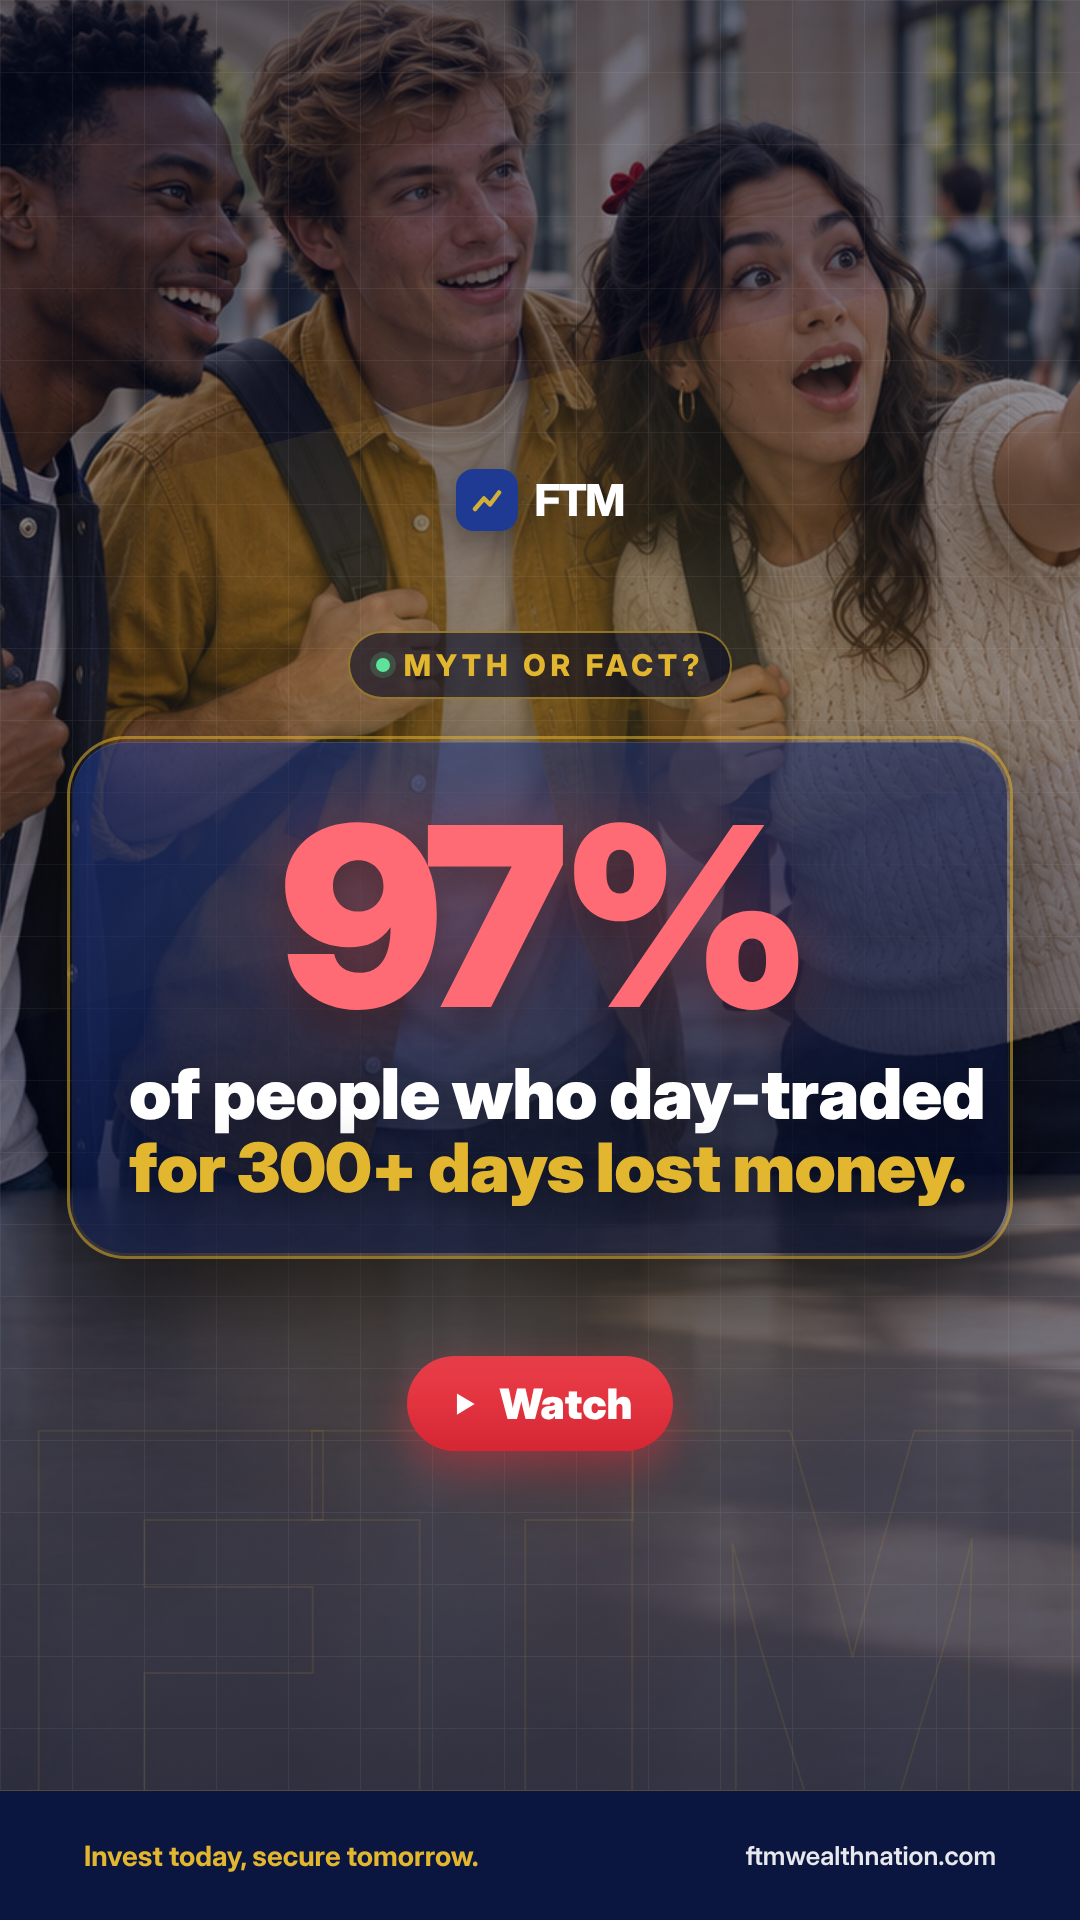 FTM
MYTH OR FACT?
97%
of people who day-traded
for 300+ days lost money.
Watch
FTM
Invest today, secure tomorrow.
ftmwealthnation.com